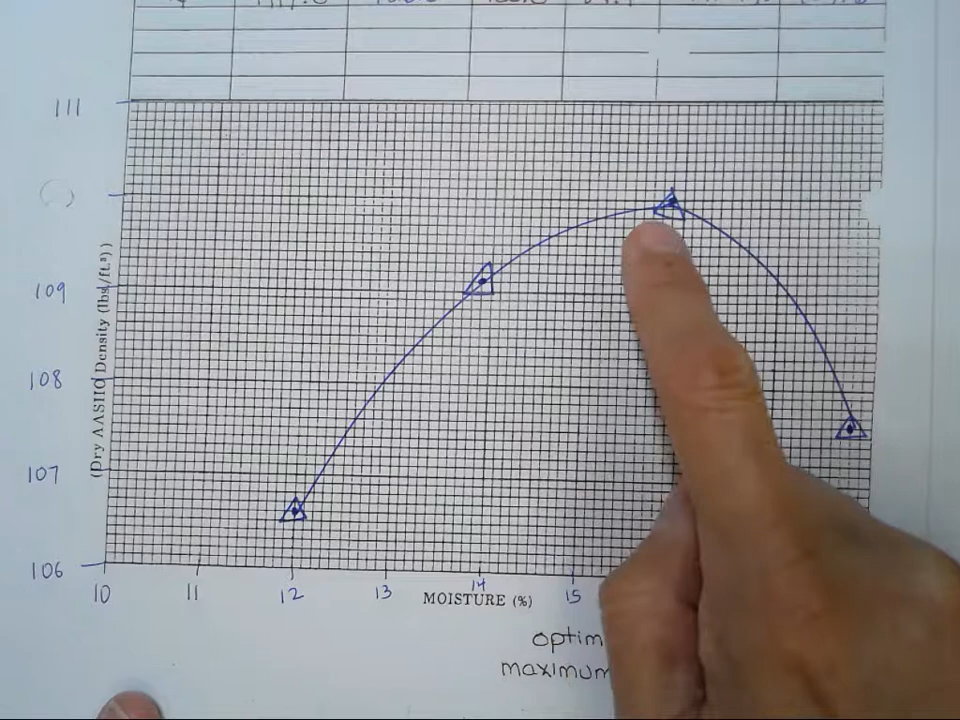 111
109
108
107
106
(Dry AASHO Density (lbs/ft.³))
10 11 12 13 14 15
MOISTURE (%)
optim
maximum